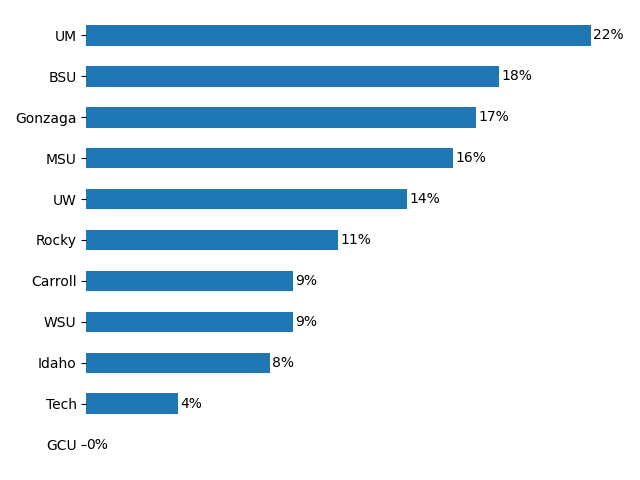 UM 22%
BSU 18%
Gonzaga 17%
MSU 16%
UW 14%
Rocky 11%
Carroll 9%
WSU 9%
Idaho 8%
Tech 4%
GCU 0%